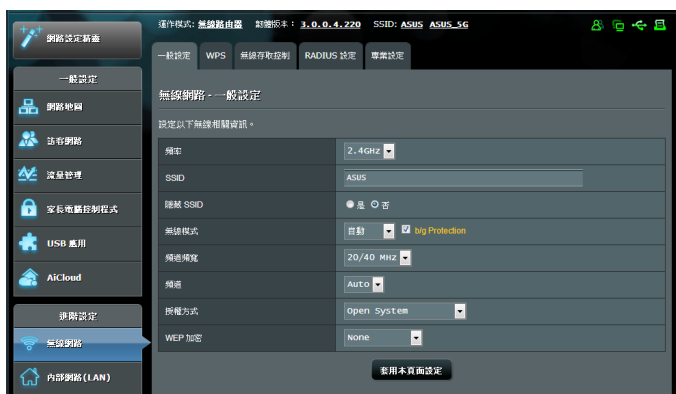 運作模式: 無線路由器 韌體版本: 3.0.0.4.220 SSID: ASUS ASUS_5G
網路設定精靈
一般設定 WPS 無線存取控制 RADIUS 設定 專業設定
一般設定
網路地圖
訪客網路
流量管理
家長電腦控制程式
USB 應用
AiCloud
進階設定
無線網路
內部網路(LAN)
無線網路 - 一般設定
設定以下無線相關資訊。
頻率 2.4GHz
SSID ASUS
隱藏 SSID 是 否
無線模式 自動 b/g Protection
頻道頻寬 20/40 MHz
頻道 Auto
授權方式 Open System
WEP 加密 None
套用本頁面設定